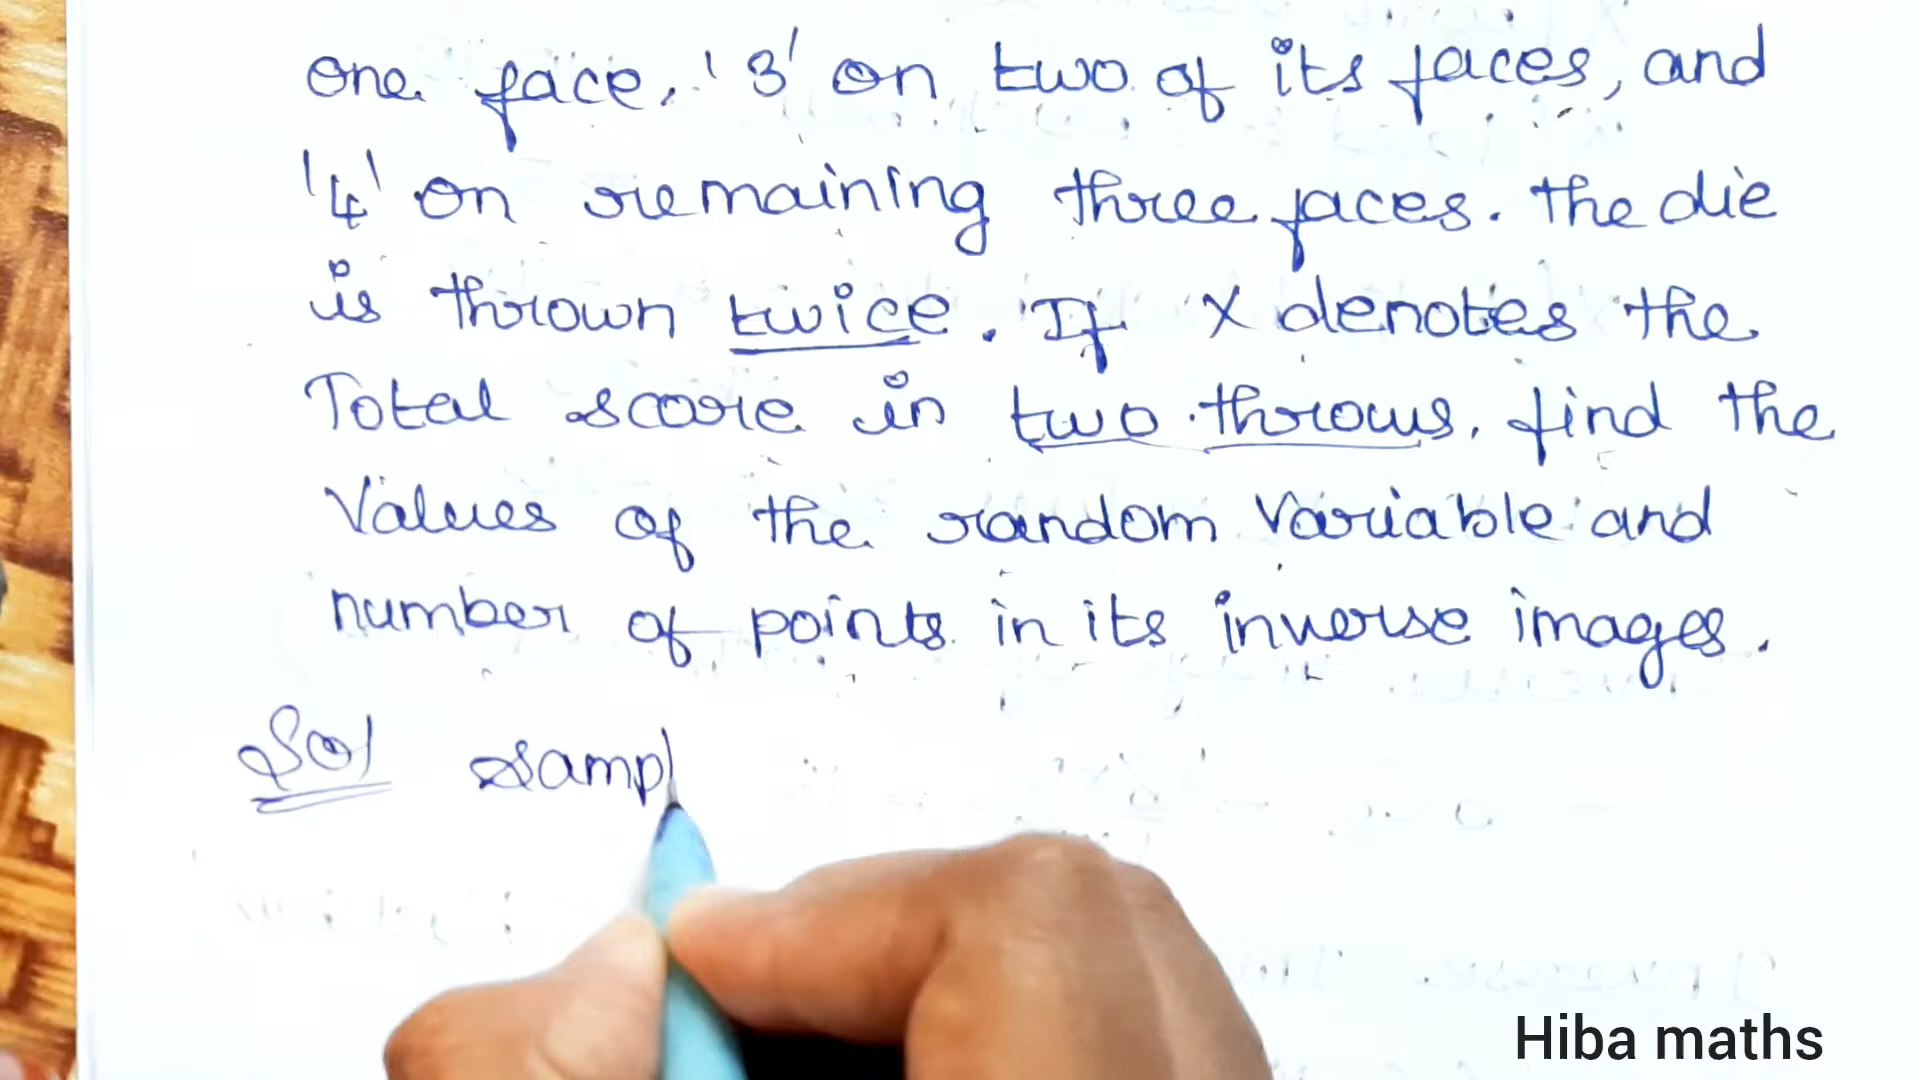 one face, '3' on two of its faces, and
'4' on remaining three faces. The die
is thrown twice. If X denotes the
Total score in two throws, find the
Values of the random Variable and
number of points in its inverse images.
Sol Sampl
Hiba maths